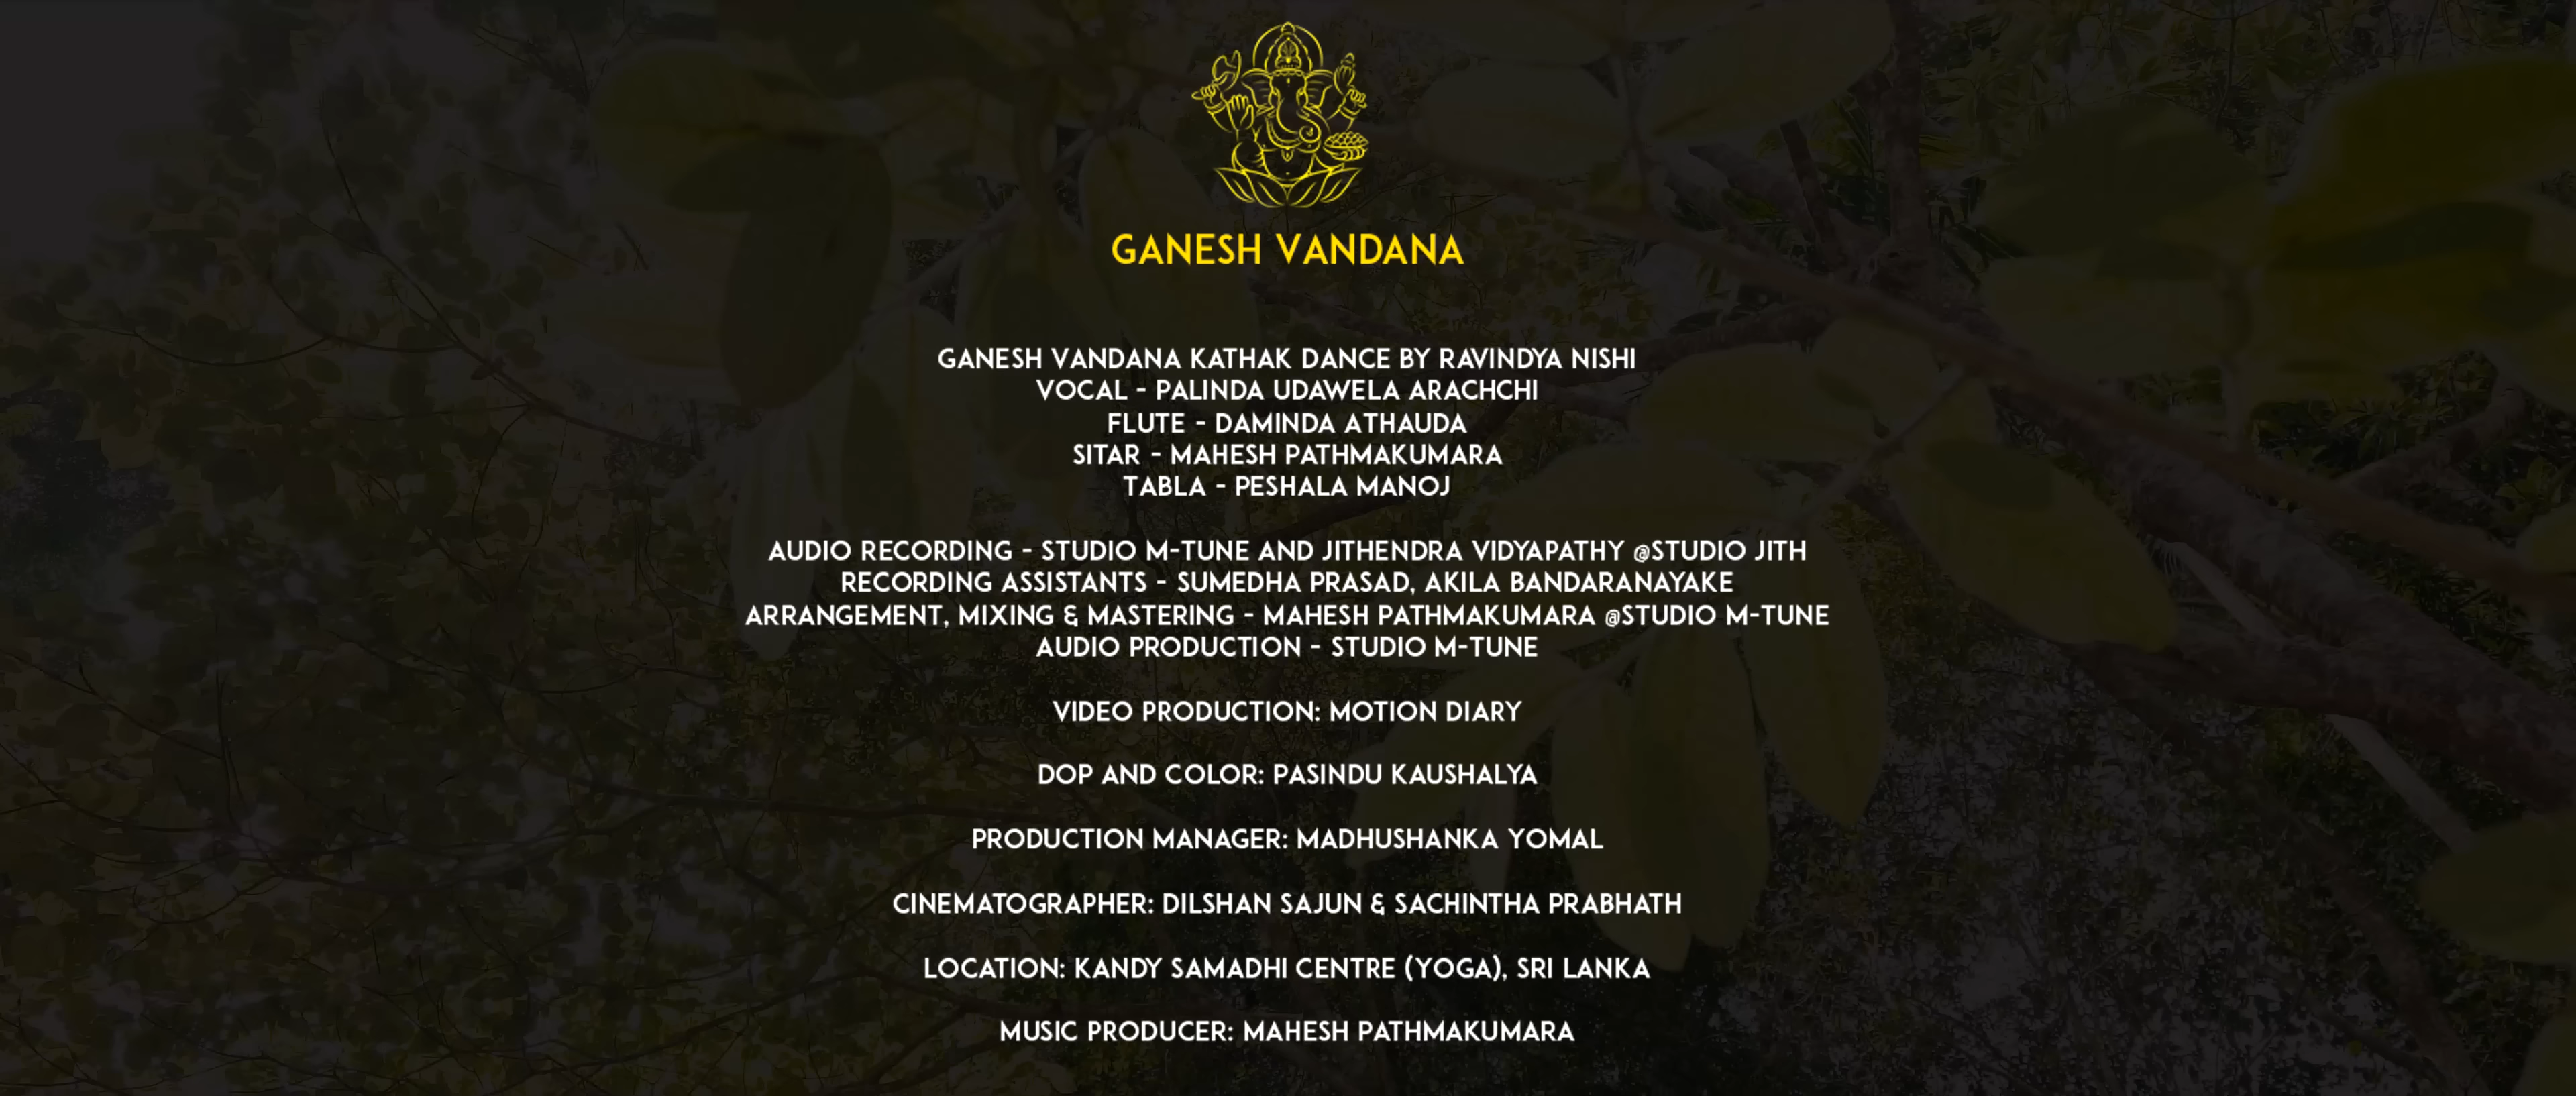 GANESH VANDANA
GANESH VANDANA KATHAK DANCE BY RAVINDYA NISHI
VOCAL - PALINDA UDAWELA ARACHCHI
FLUTE - DAMINDA ATHAUDA
SITAR - MAHESH PATHMAKUMARA
TABLA - PESHALA MANOJ
AUDIO RECORDING - STUDIO M-TUNE AND JITHENDRA VIDYAPATHY @STUDIO JITH
RECORDING ASSISTANTS - SUMEDHA PRASAD, AKILA BANDARANAYAKE
ARRANGEMENT, MIXING & MASTERING - MAHESH PATHMAKUMARA @STUDIO M-TUNE
AUDIO PRODUCTION - STUDIO M-TUNE
VIDEO PRODUCTION: MOTION DIARY
DOP AND COLOR: PASINDU KAUSHALYA
PRODUCTION MANAGER: MADHUSHANKA YOMAL
CINEMATOGRAPHER: DILSHAN SAJUN & SACHINTHA PRABHATH
LOCATION: KANDY SAMADHI CENTRE (YOGA), SRI LANKA
MUSIC PRODUCER: MAHESH PATHMAKUMARA